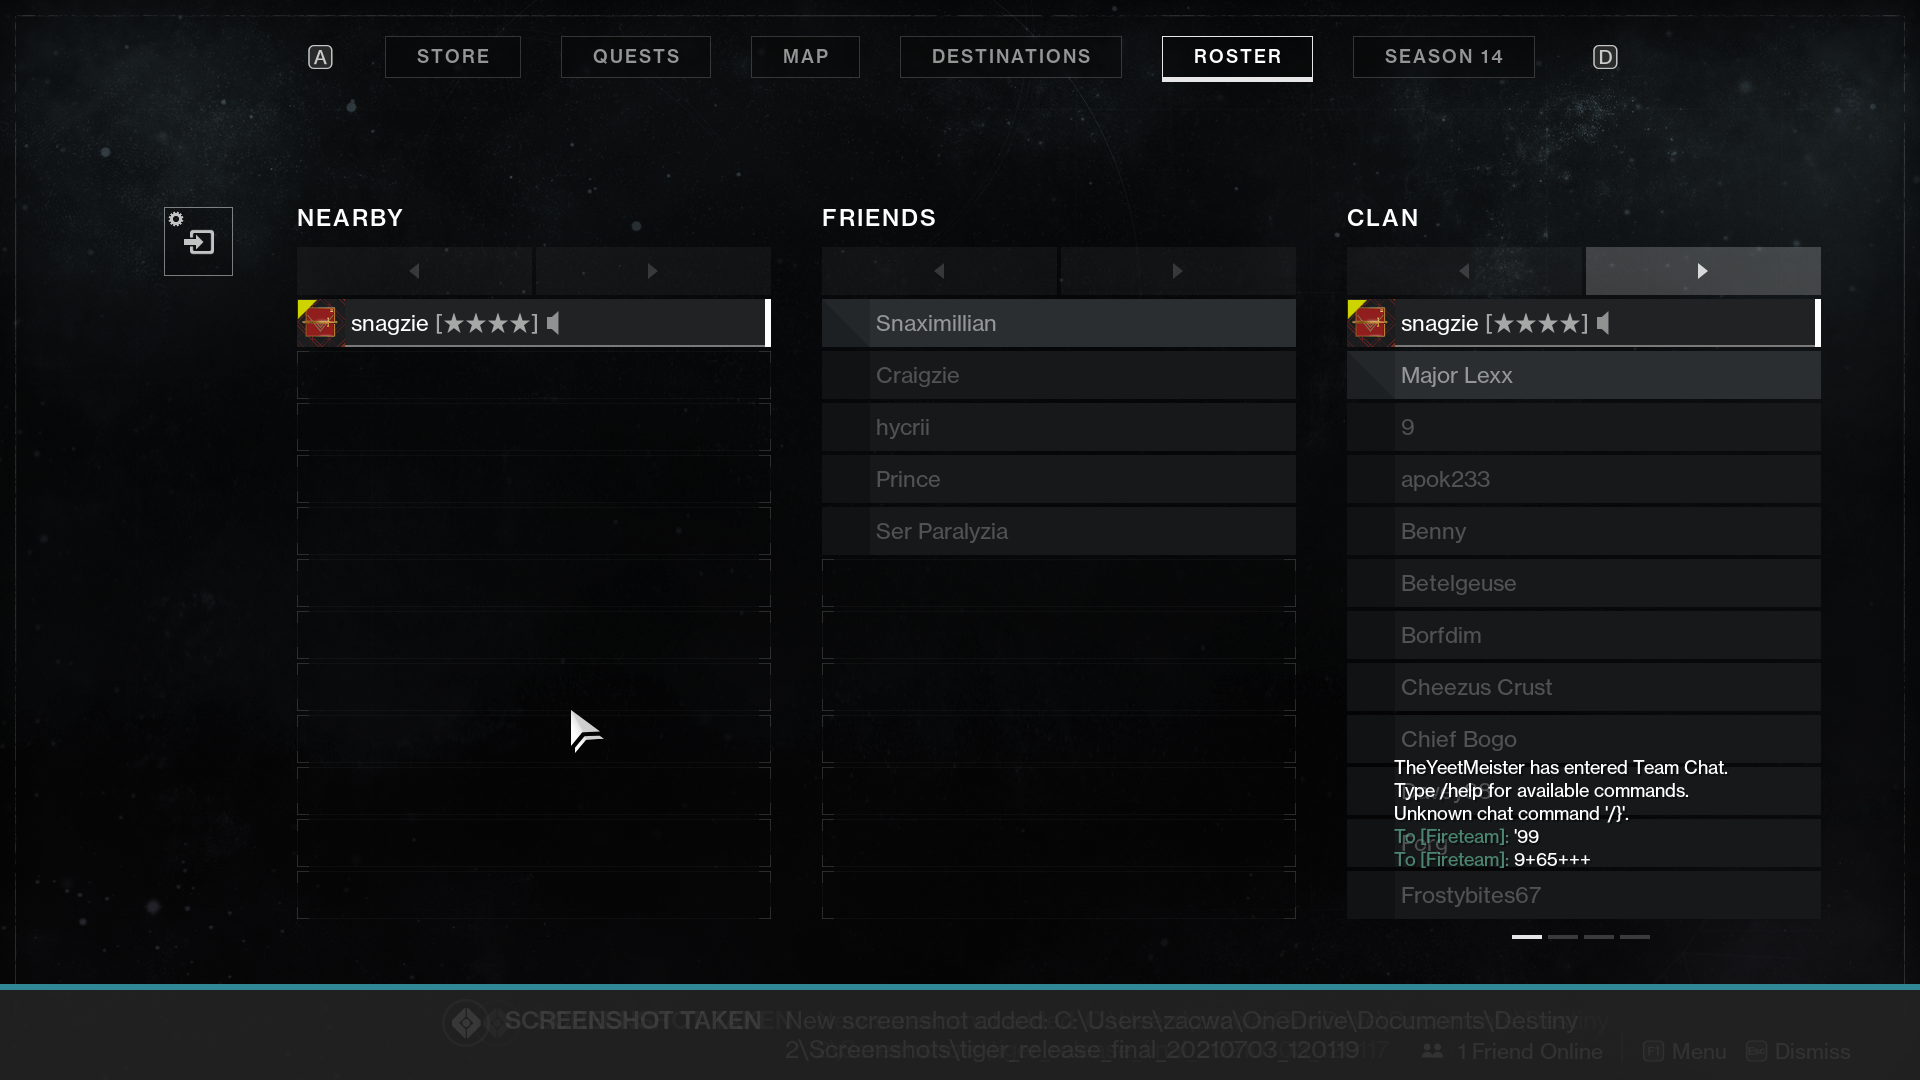 A
STORE
QUESTS
MAP
DESTINATIONS
ROSTER
SEASON 14
D
NEARBY
snagzie [★★★★]
FRIENDS
Snaximillian
Craigzie
hycrii
Prince
Ser Paralyzia
CLAN
snagzie [★★★★]
Major Lexx
9
apok233
Benny
Betelgeuse
Borfdim
Cheezus Crust
Chief Bogo
TheYeetMeister has entered Team Chat.
Type /help for available commands.
Unknown chat command '/}'.
To [Fireteam]: '99
To [Fireteam]: 9+65+++
Frostybites67
SCREENSHOT TAKEN
New screenshot added: C:\Users\zacwa\OneDrive\Documents\Destiny
2\Screenshots\tiger_release_final_20210703_120119
1 Friend Online
F1 Menu
Esc Dismiss